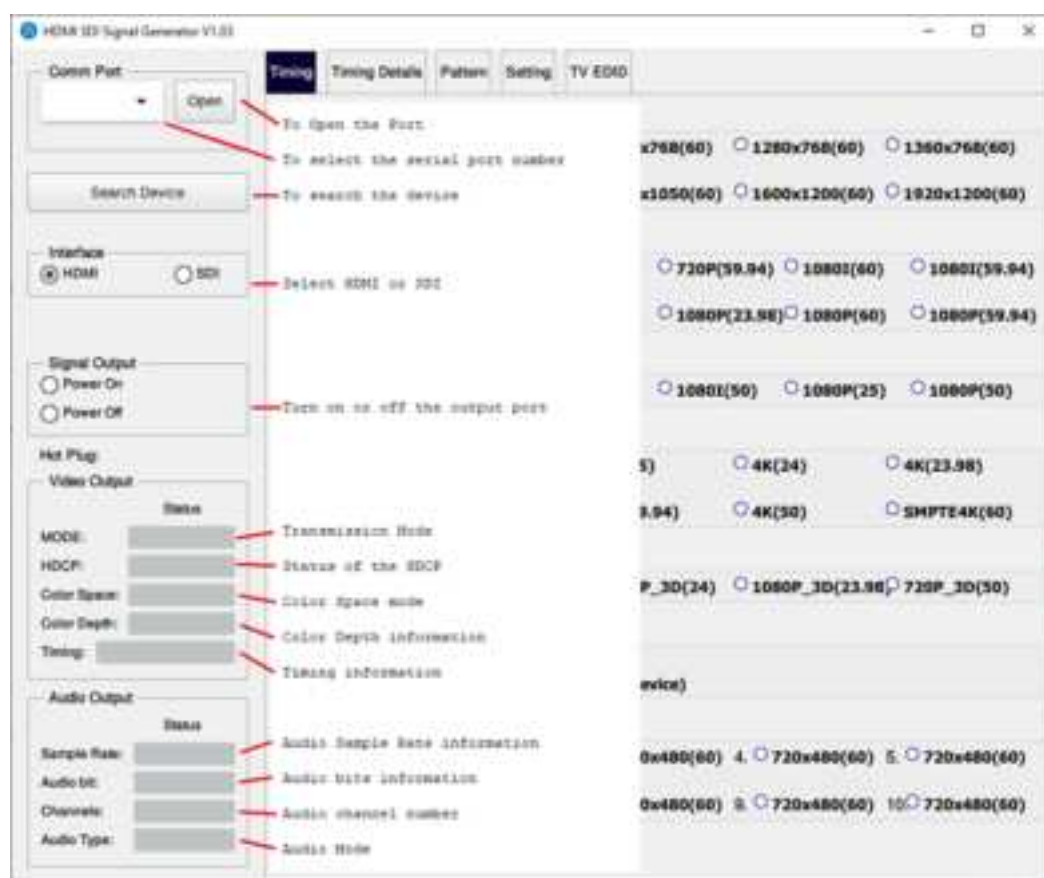 HDMI SDI Signal Generator V1.03
Comm Port
Open
Search Device
Interface
HDMI SDI
Signal Output
Power On
Power Off
Hot Plug:
Video Output
Status
MODE:
HDCP:
Color Space:
Color Depth:
Timing:
Audio Output
Status
Sample Rate:
Audio bit:
Channels:
Audio Type:
Timing Timing Details Pattern Setting TV EDID
To Open the Port
To select the serial port number
To search the device
Select HDMI or SDI
Turn on or off the output port
Transmission Mode
Status of the HDCP
Color Space mode
Color Depth information
Timing information
Audio Sample Rate information
Audio bits information
Audio channel number
Audio Mode
x768(60) 1280x768(60) 1360x768(60)
x1050(60) 1600x1200(60) 1920x1200(60)
720P(59.94) 1080I(60) 1080I(59.94)
1080P(23.98) 1080P(60) 1080P(59.94)
1080I(50) 1080P(25) 1080P(50)
5) 4K(24) 4K(23.98)
9.94) 4K(50) SMPTE4K(60)
P_3D(24) 1080P_3D(23.98) 720P_3D(50)
evice)
0x480(60) 4. 720x480(60) 5. 720x480(60)
0x480(60) 9. 720x480(60) 10. 720x480(60)